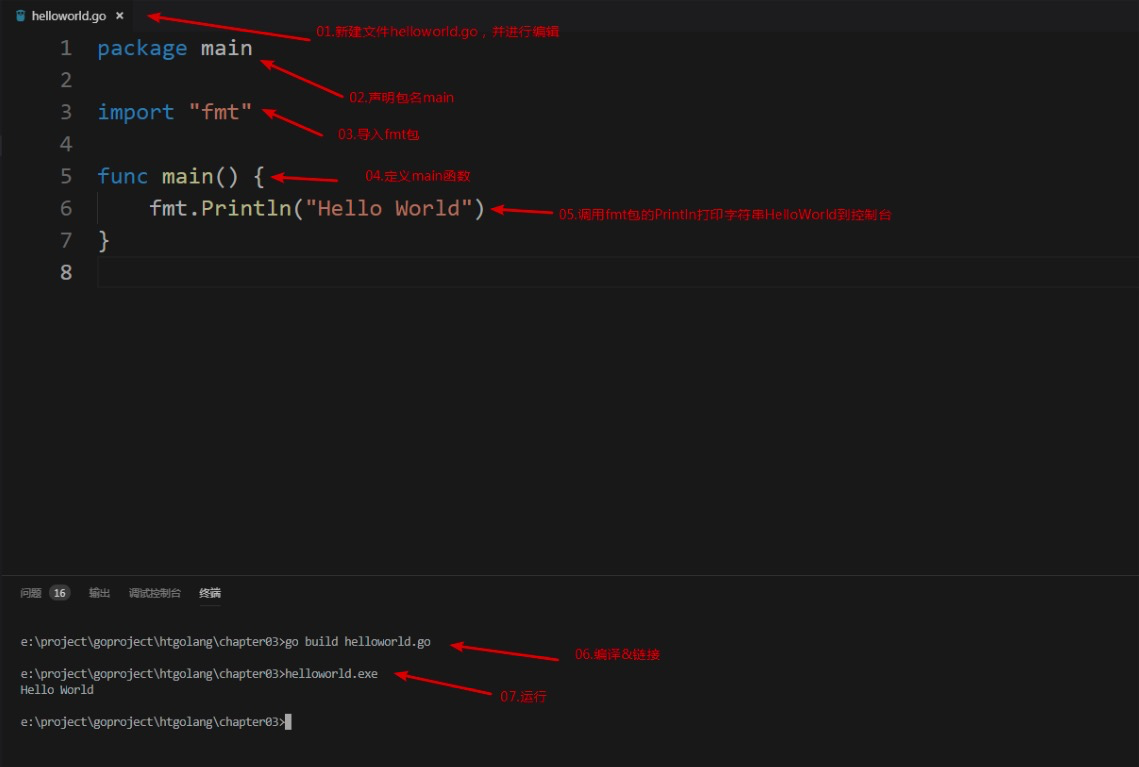 helloworld.go ×
01.新建文件helloworld.go，并进行编辑
1 package main
2
02.声明包名main
3 import "fmt"
03.导入fmt包
4
5 func main() {
04.定义main函数
6 fmt.Println("Hello World")
05.调用fmt包的Println打印字符串HelloWorld到控制台
7 }
8
问题 16 输出 调试控制台 终端
e:\project\goproject\htgolang\chapter03>go build helloworld.go
06.编译&链接
e:\project\goproject\htgolang\chapter03>helloworld.exe
Hello World
07.运行
e:\project\goproject\htgolang\chapter03>